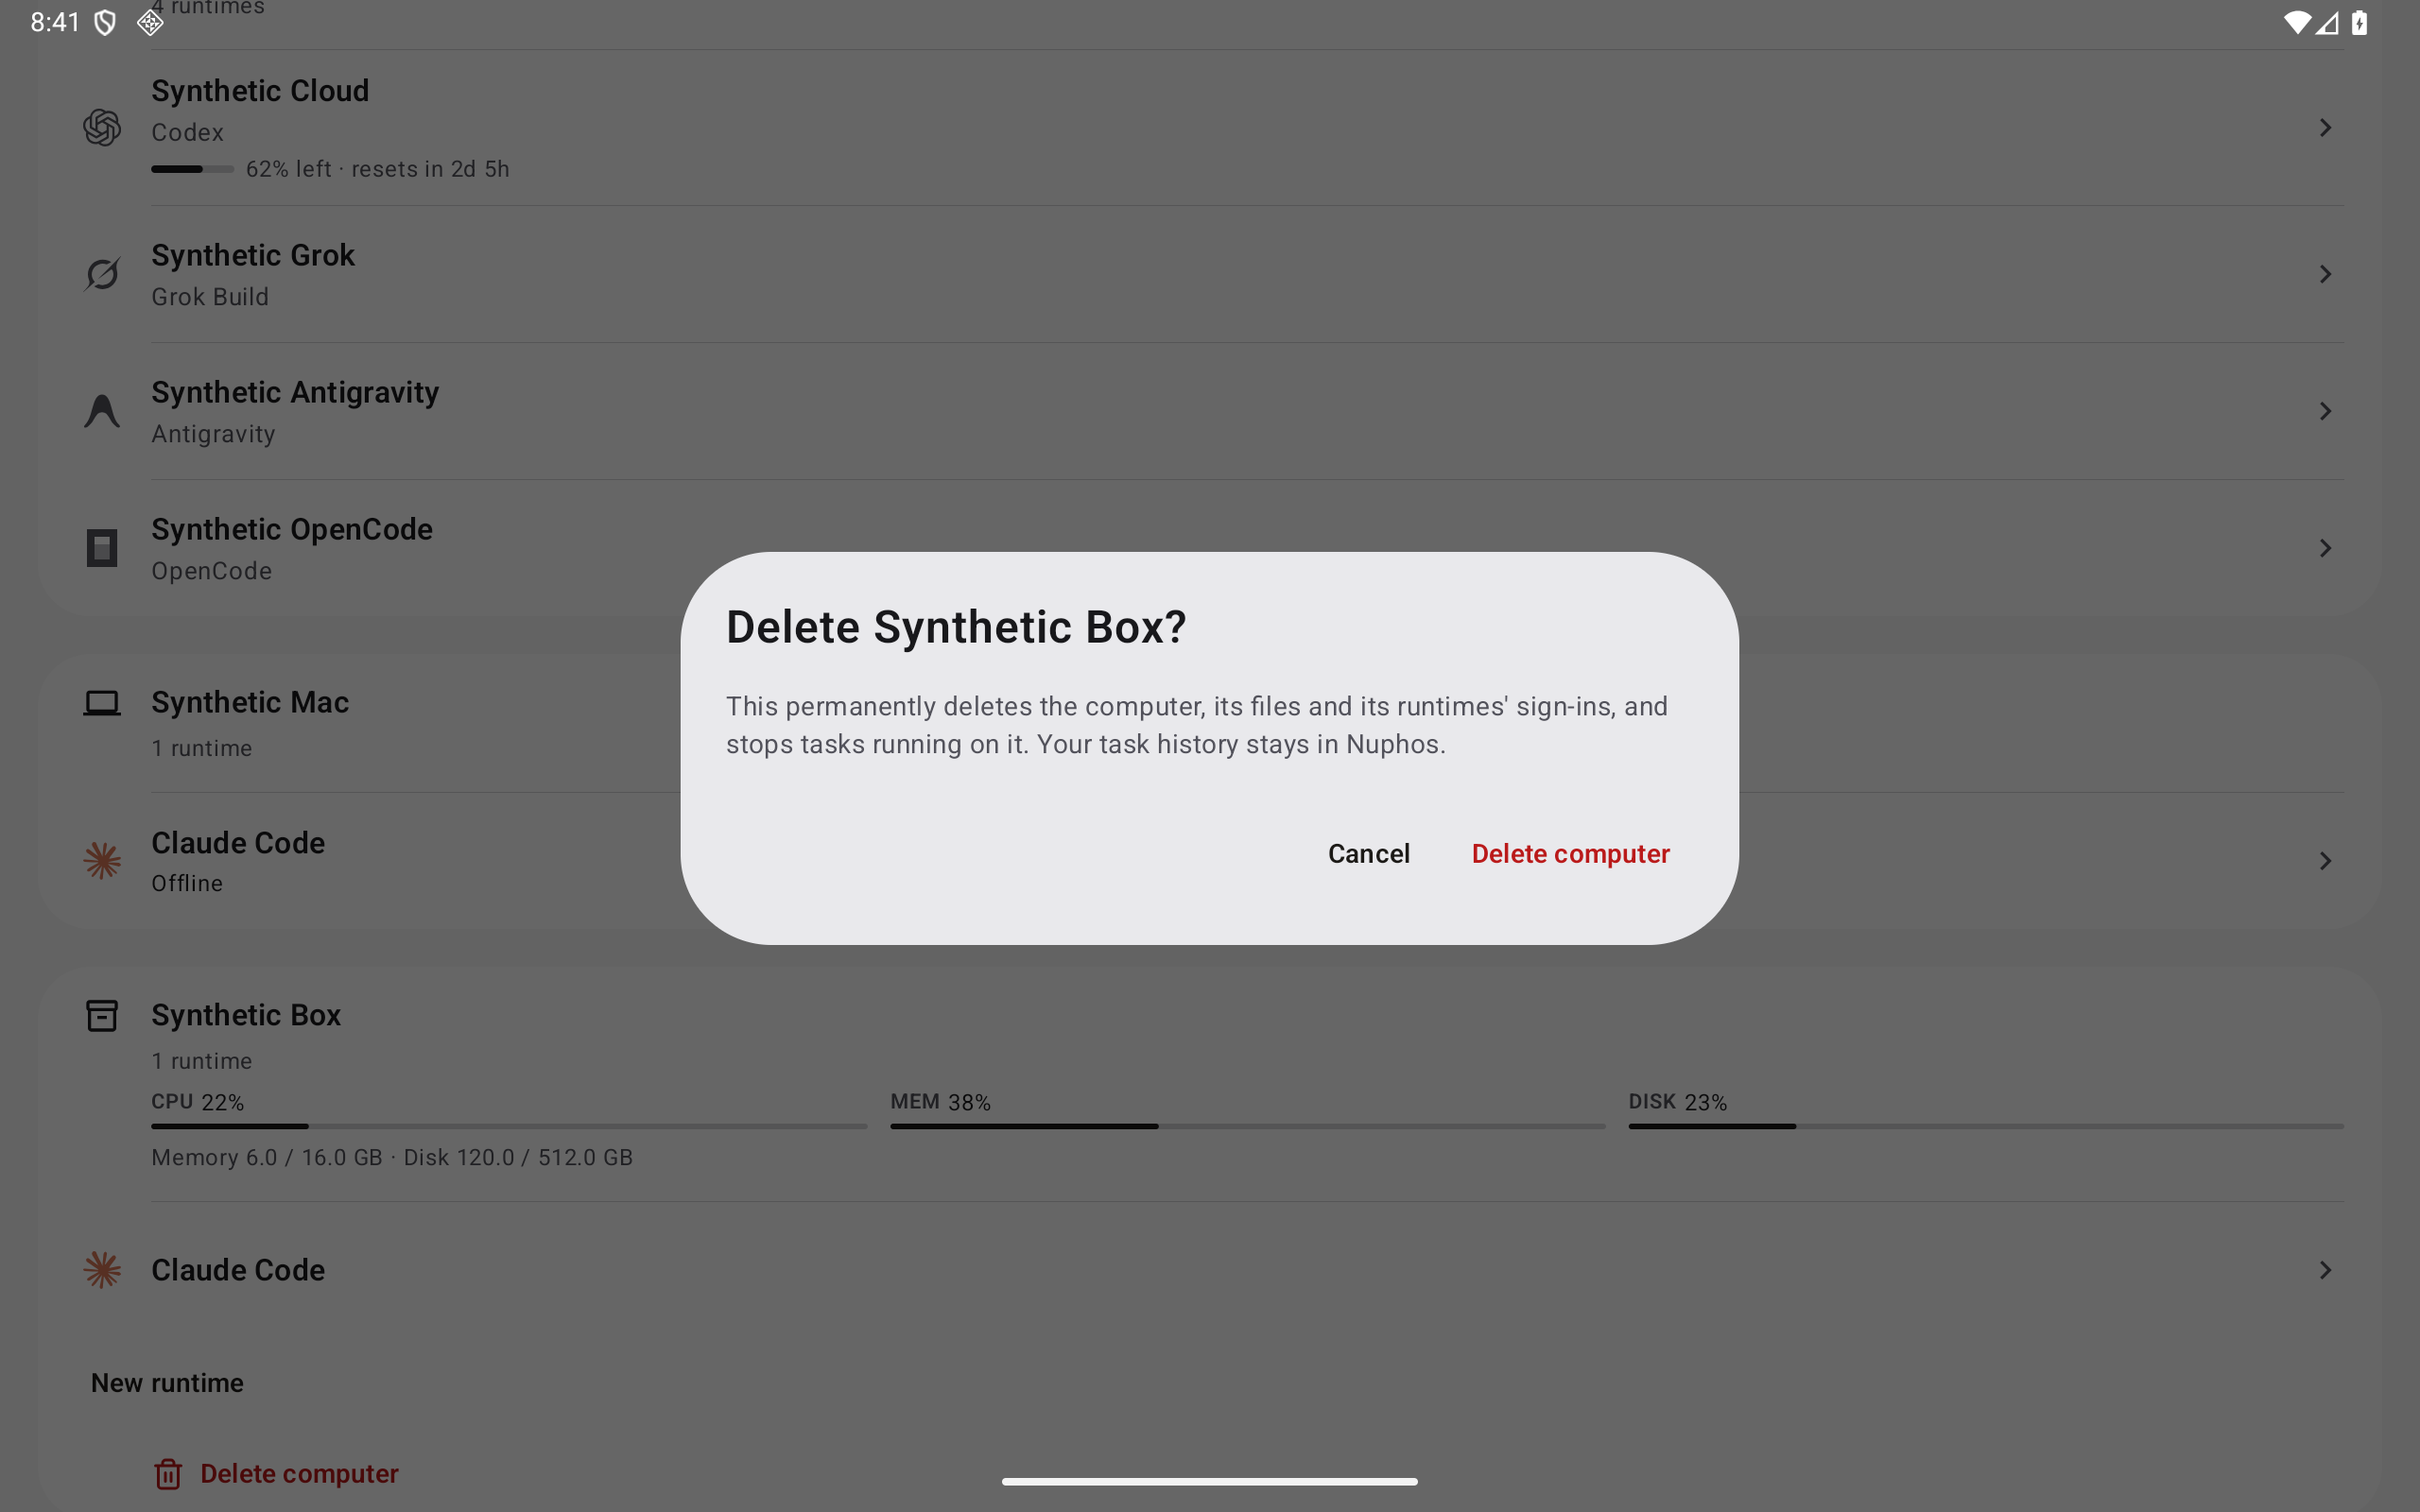 8:41
4 runtimes
Synthetic Cloud
Codex
62% left · resets in 2d 5h
Synthetic Grok
Grok Build
Synthetic Antigravity
Antigravity
Synthetic OpenCode
OpenCode
Delete Synthetic Box?
This permanently deletes the computer, its files and its runtimes' sign-ins, and
stops tasks running on it. Your task history stays in Nuphos.
Cancel Delete computer
Synthetic Mac
1 runtime
Claude Code
Offline
Synthetic Box
1 runtime
CPU 22% MEM 38% DISK 23%
Memory 6.0 / 16.0 GB · Disk 120.0 / 512.0 GB
Claude Code
New runtime
Delete computer